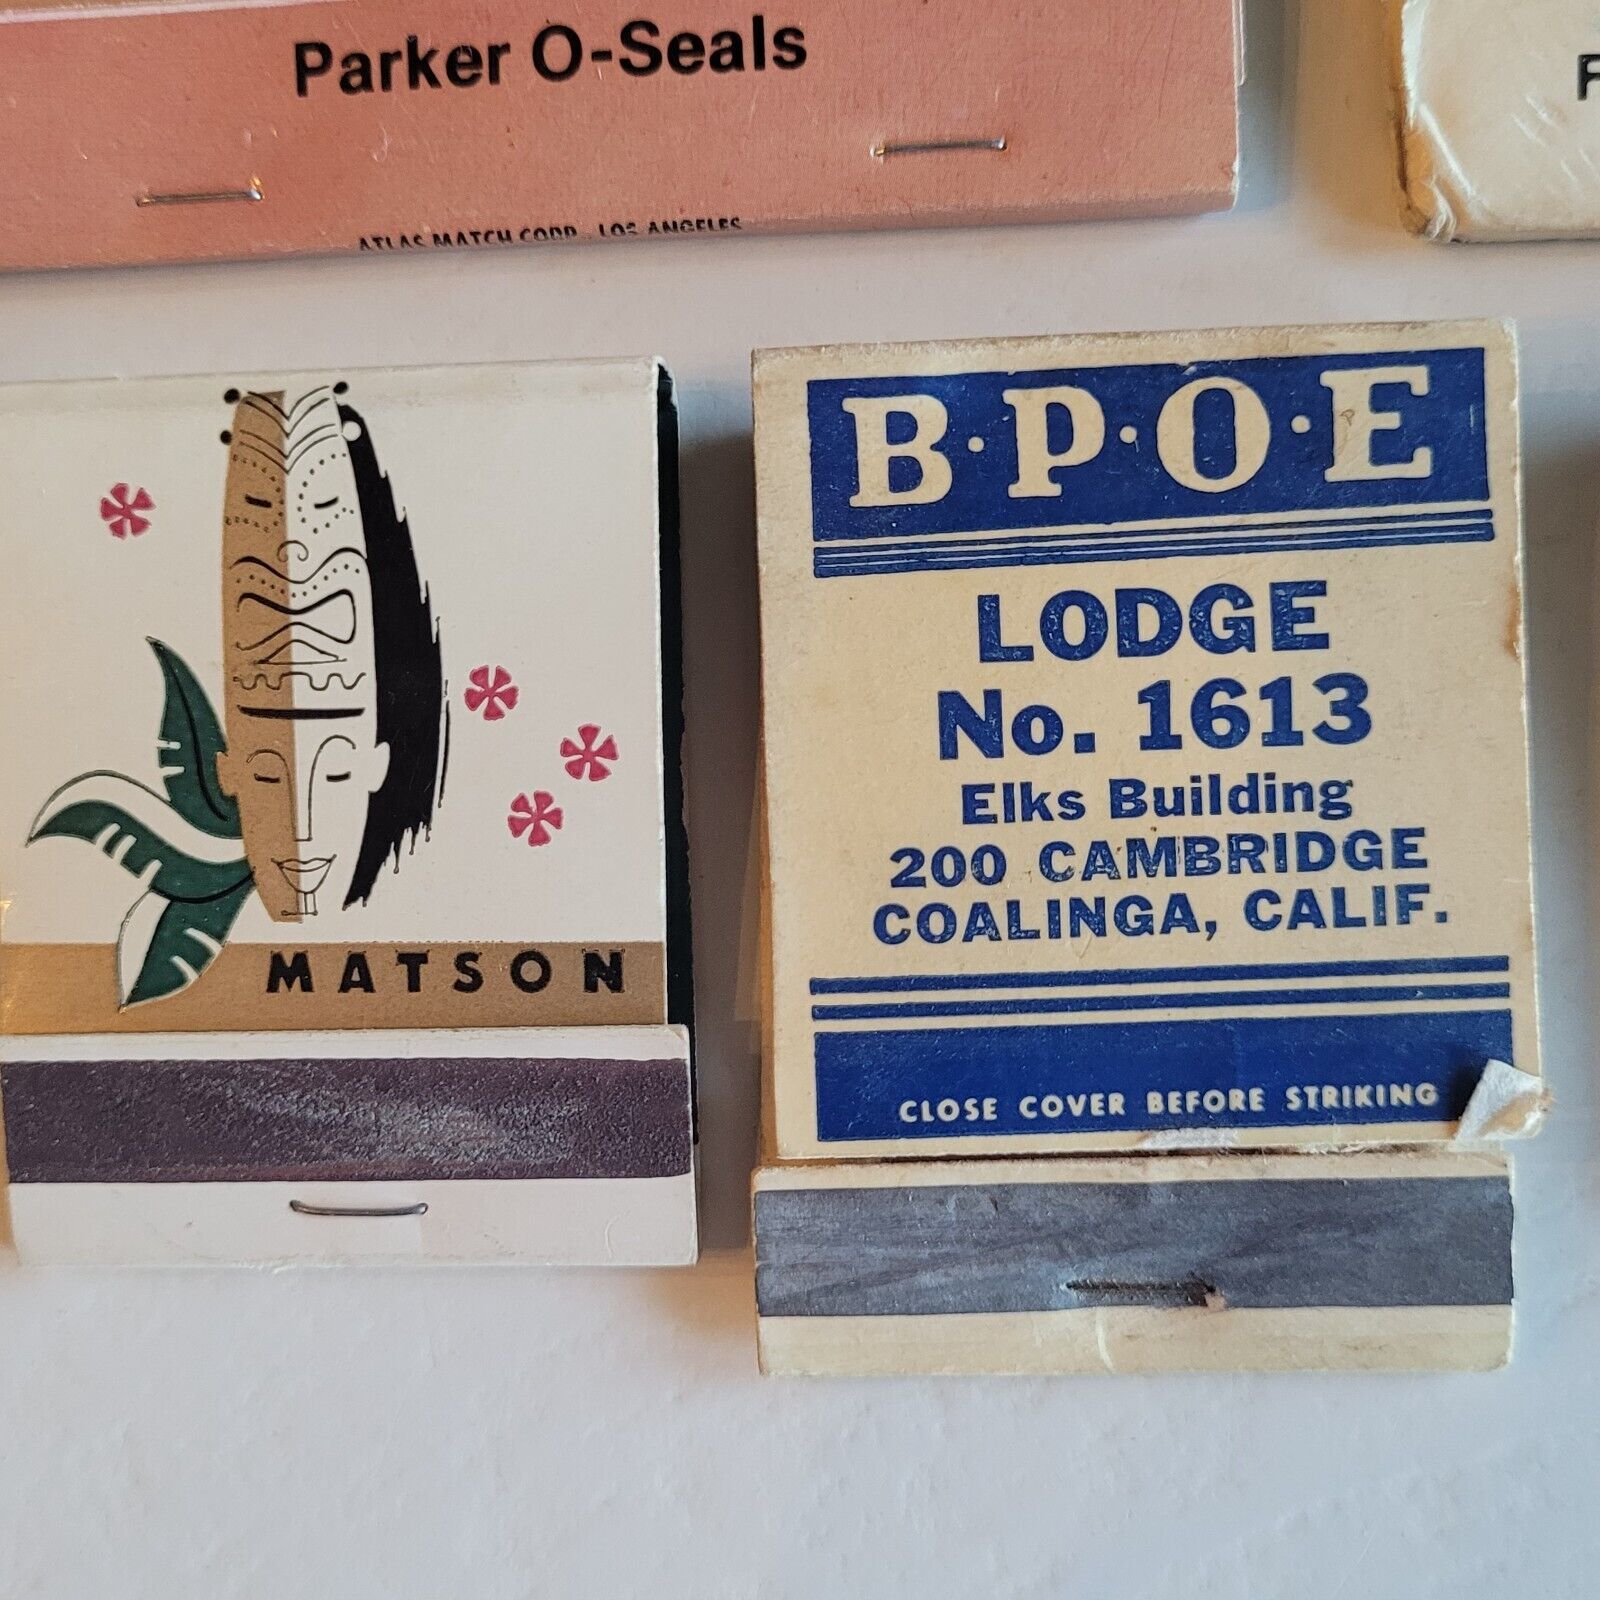 Parker O-Seals
ATLAS MATCH CORP. LOS ANGELES
MATSON
B·P·O·E
LODGE
No. 1613
Elks Building
200 CAMBRIDGE
COALINGA, CALIF.
CLOSE COVER BEFORE STRIKING